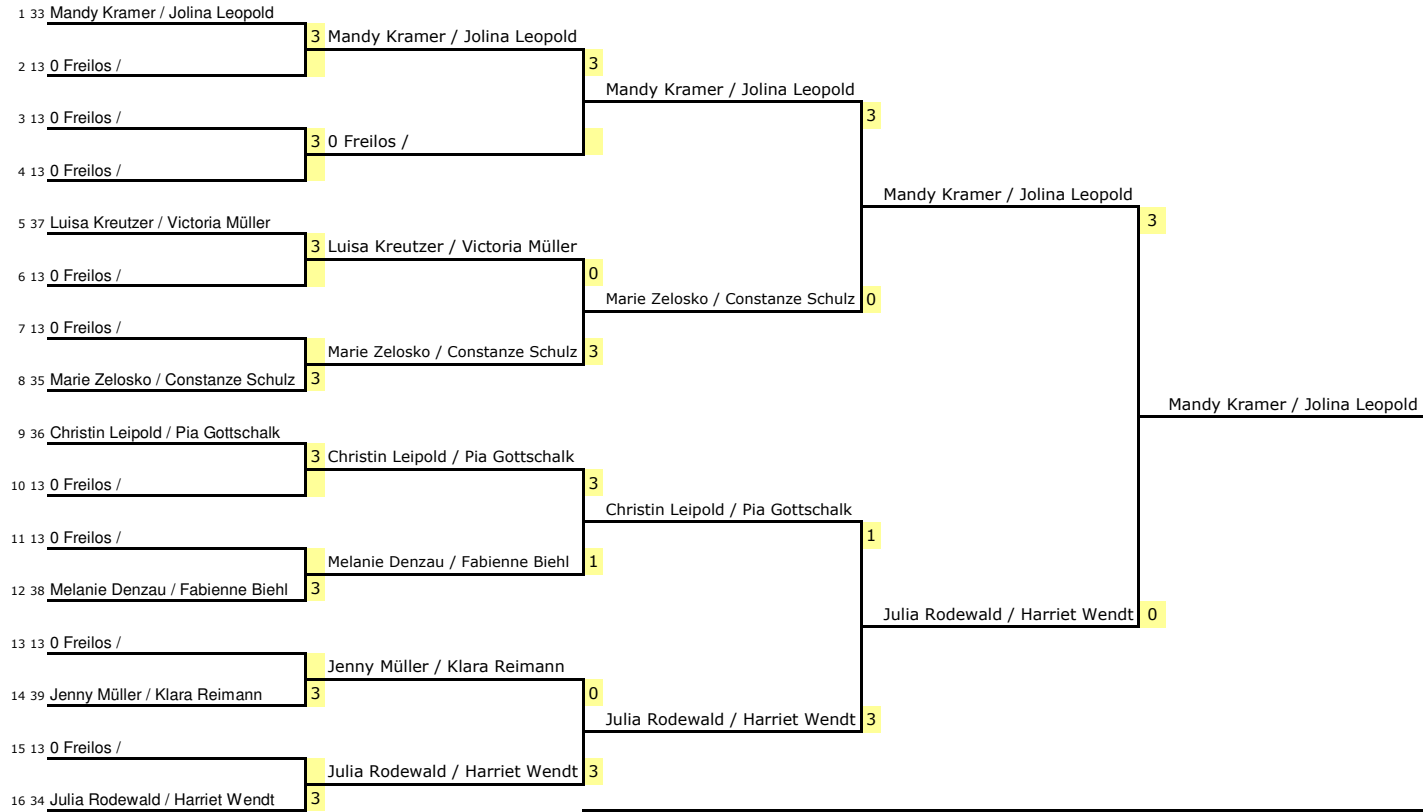 1 33 Mandy Kramer / Jolina Leopold
3 Mandy Kramer / Jolina Leopold
2 13 0 Freilos /
3
Mandy Kramer / Jolina Leopold
3 13 0 Freilos /
3
3 0 Freilos /
4 13 0 Freilos /
Mandy Kramer / Jolina Leopold
5 37 Luisa Kreutzer / Victoria Müller
3
3 Luisa Kreutzer / Victoria Müller
6 13 0 Freilos /
0
Marie Zelosko / Constanze Schulz 0
7 13 0 Freilos /
Marie Zelosko / Constanze Schulz 3
8 35 Marie Zelosko / Constanze Schulz 3
Mandy Kramer / Jolina Leopold
9 36 Christin Leipold / Pia Gottschalk
3 Christin Leipold / Pia Gottschalk
10 13 0 Freilos /
3
Christin Leipold / Pia Gottschalk
11 13 0 Freilos /
1
Melanie Denzau / Fabienne Biehl 1
12 38 Melanie Denzau / Fabienne Biehl 3
Julia Rodewald / Harriet Wendt 0
13 13 0 Freilos /
Jenny Müller / Klara Reimann
14 39 Jenny Müller / Klara Reimann 3
0
Julia Rodewald / Harriet Wendt 3
15 13 0 Freilos /
Julia Rodewald / Harriet Wendt 3
16 34 Julia Rodewald / Harriet Wendt 3